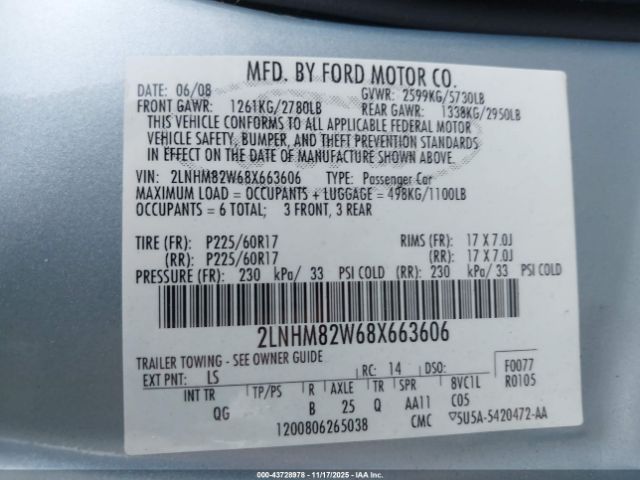 MFD. BY FORD MOTOR CO.
DATE: 06/08 GVWR: 2599KG/5730LB
FRONT GAWR: 1261KG/2780LB REAR GAWR: 1338KG/2950LB
THIS VEHICLE CONFORMS TO ALL APPLICABLE FEDERAL MOTOR
VEHICLE SAFETY, BUMPER, AND THEFT PREVENTION STANDARDS
IN EFFECT ON THE DATE OF MANUFACTURE SHOWN ABOVE.
VIN: 2LNHM82W68X663606 TYPE: Passenger Car
MAXIMUM LOAD = OCCUPANTS + LUGGAGE = 498KG/1100LB
OCCUPANTS = 6 TOTAL; 3 FRONT, 3 REAR
TIRE (FR): P225/60R17 RIMS (FR): 17 X 7.0J
(RR): P225/60R17 (RR): 17 X 7.0J
PRESSURE (FR): 230 kPa/ 33 PSI COLD (RR): 230 kPa/ 33 PSI COLD
2LNHM82W68X663606
TRAILER TOWING - SEE OWNER GUIDE
EXT PNT: LS RC: 14 DSO: F0077
R0105
INT TR TP/PS R AXLE TR SPR 8VC1L
QG B 25 Q AA11 C05
1200806265038 CMC 5U5A-5420472-AA
000-43728978 - 11/17/2025 - IAAI.com